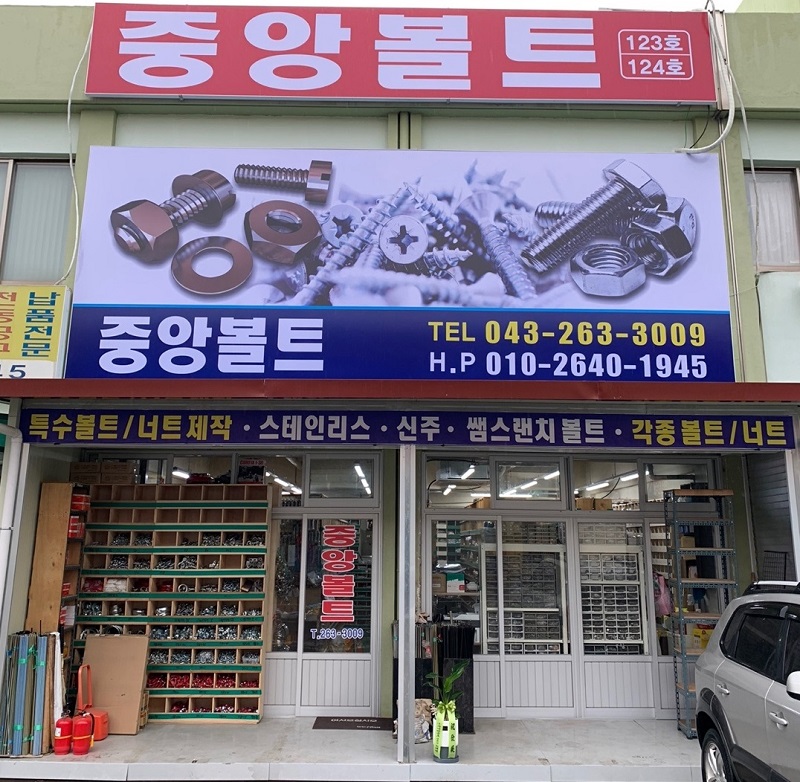 중앙볼트
123호
124호
중앙볼트
TEL 043-263-3009
H.P 010-2640-1945
납품전문
특수볼트/너트제작 · 스테인리스 · 신주 · 쌤스랜치볼트 · 각종볼트/너트
중앙볼트
T.263-3009